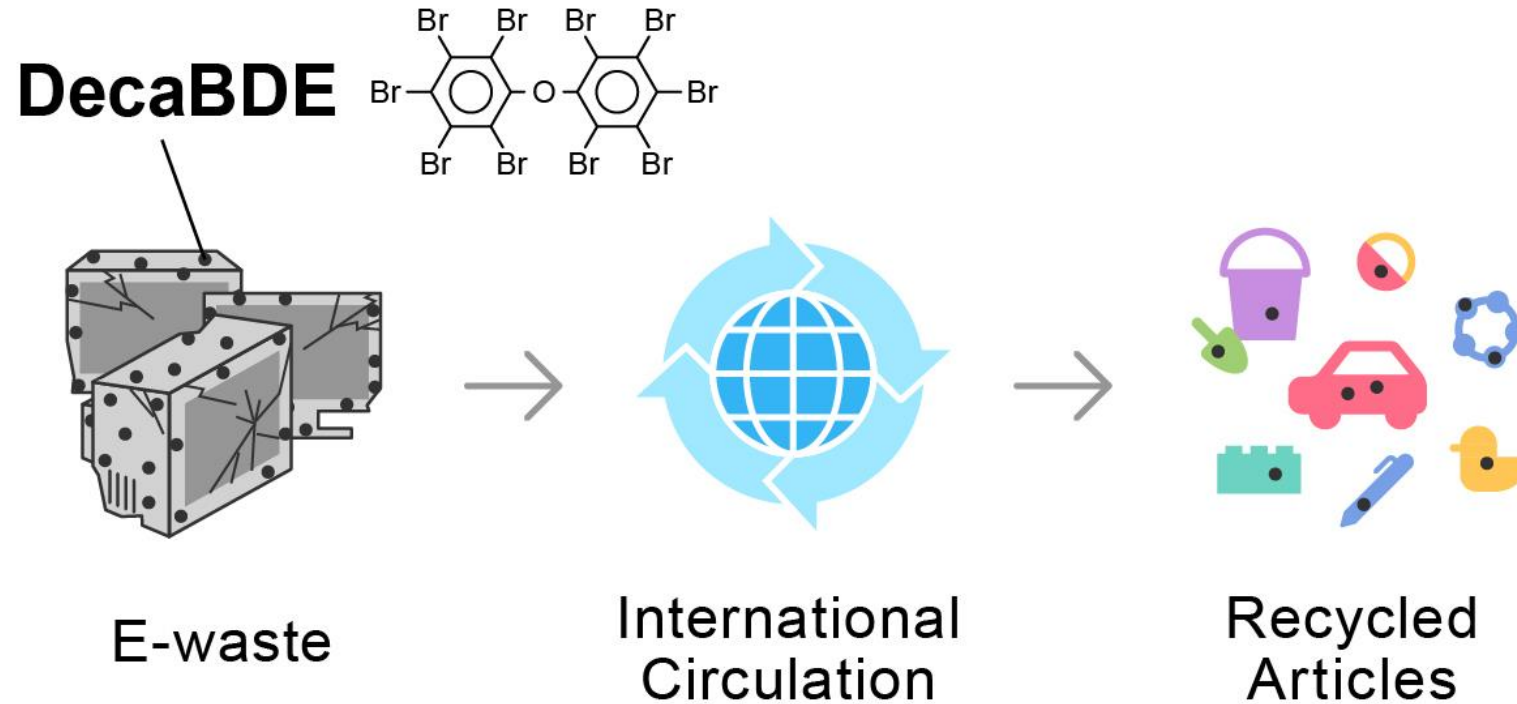 Br Br Br Br
DecaBDE
Br O Br
Br Br Br Br
E-waste
International
Circulation
Recycled
Articles